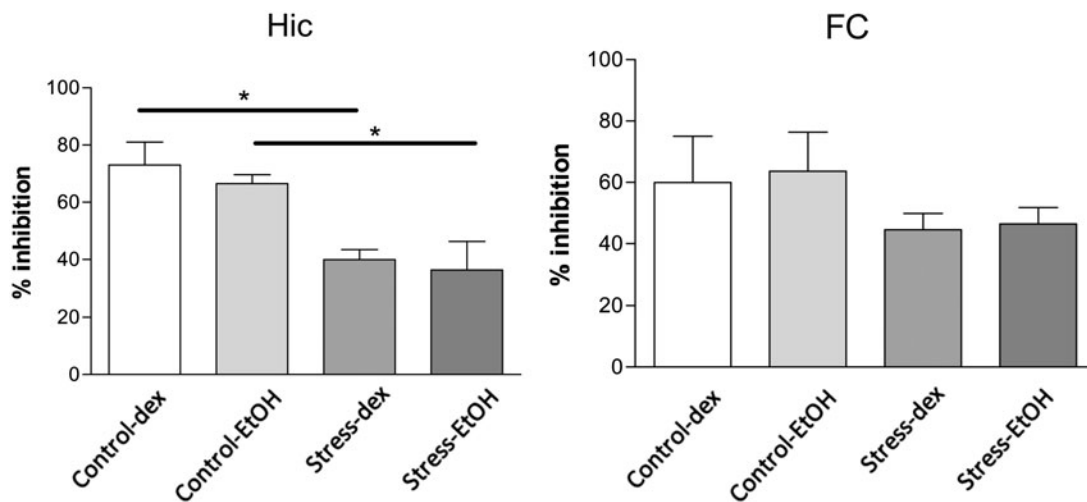 Hic
% inhibition
100
80
60
40
20
0
*
*
Control-dex
Control-EtOH
Stress-dex
Stress-EtOH
FC
% inhibition
100
80
60
40
20
0
Control-dex
Control-EtOH
Stress-dex
Stress-EtOH